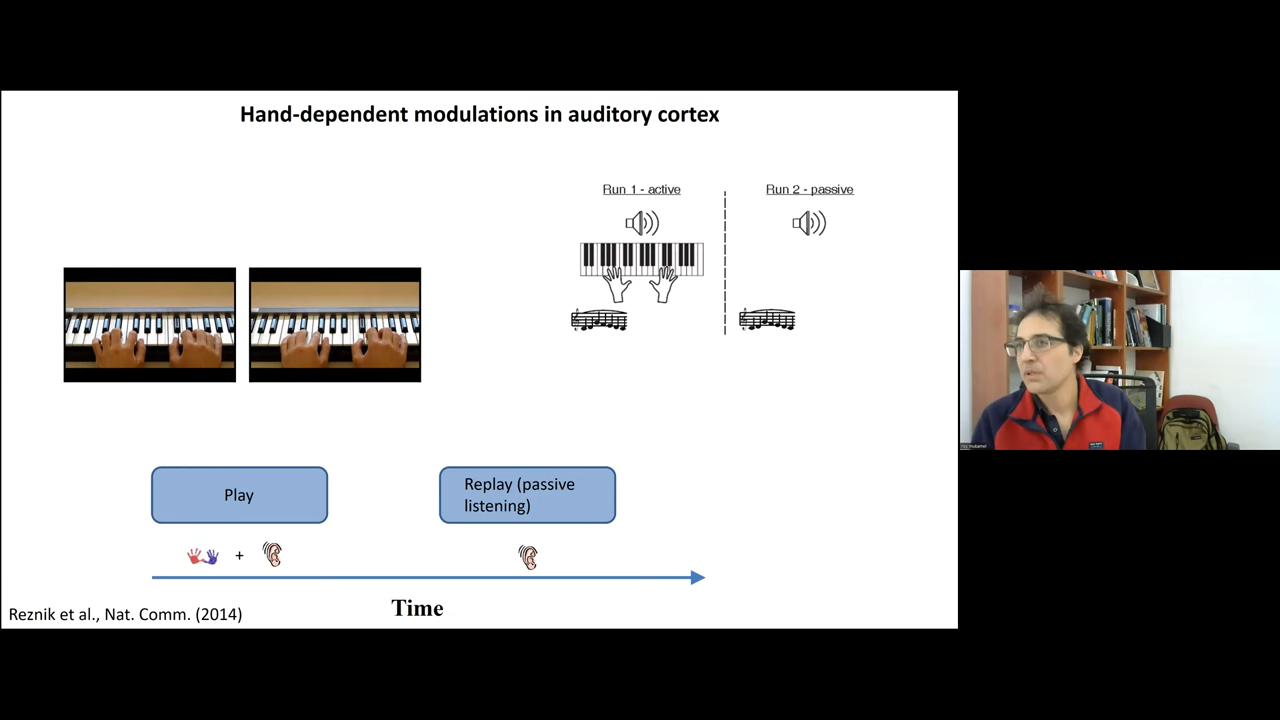 Hand-dependent modulations in auditory cortex
Run 1 - active
Run 2 - passive
Play
Replay (passive
listening)
+
Time
Reznik et al., Nat. Comm. (2014)